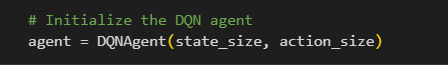 # Initialize the DQN agent
agent = DQNAgent(state_size, action_size)